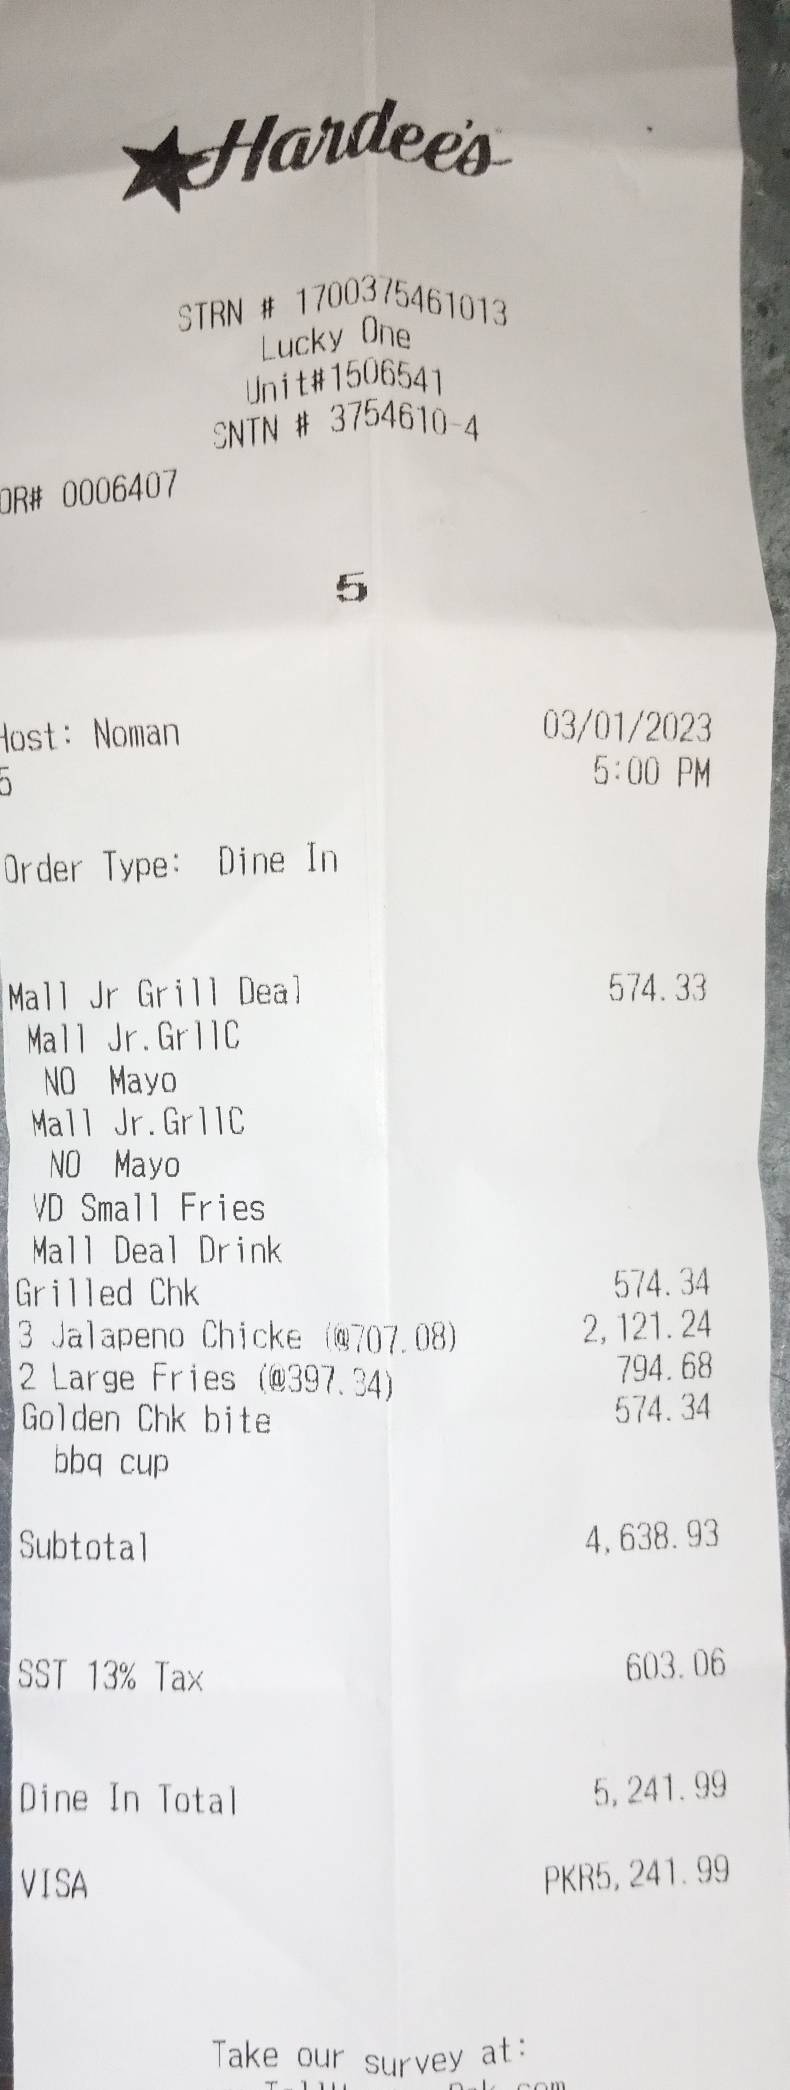 Hardee's
STRN # 1700375461013
Lucky One
Unit#1506541
SNTN # 3754610-4
OR# 0006407
5
Host: Noman 03/01/2023
5 5:00 PM
Order Type: Dine In
Mall Jr Grill Deal 574.33
Mall Jr.GrllC
NO Mayo
Mall Jr.GrllC
NO Mayo
VD Small Fries
Mall Deal Drink
Grilled Chk 574.34
3 Jalapeno Chicke (@707.08) 2,121.24
2 Large Fries (@397.34) 794.68
Golden Chk bite 574.34
bbq cup
Subtotal 4,638.93
SST 13% Tax 603.06
Dine In Total 5,241.99
VISA PKR5,241.99
Take our survey at: